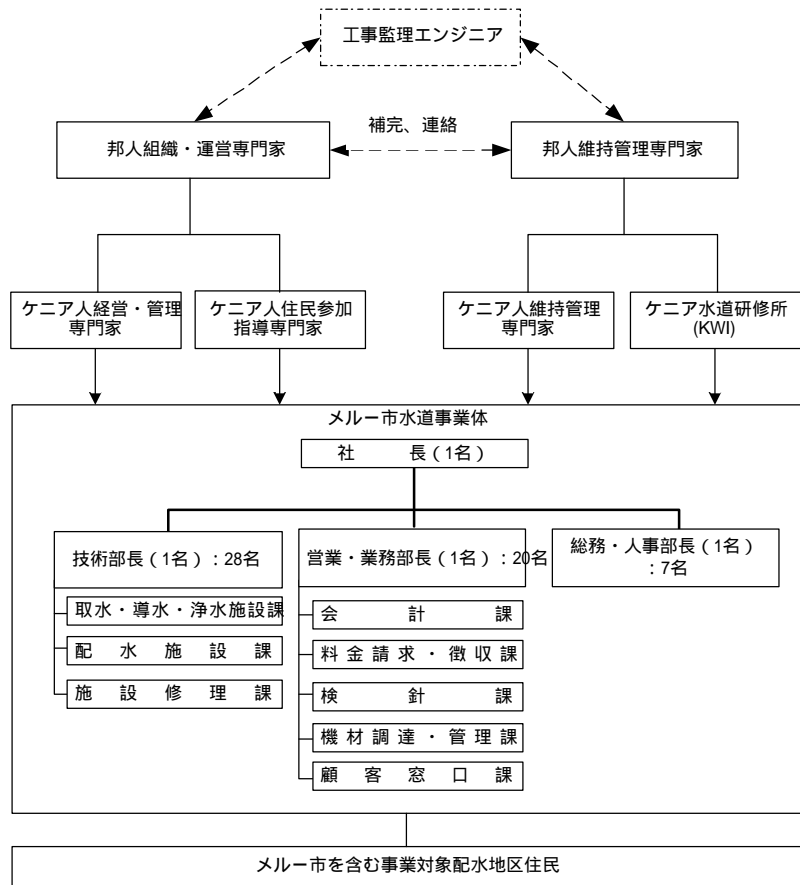 工事監理エンジニア
補完、連絡
邦人組織・運営専門家
邦人維持管理専門家
ケニア人経営・管理
専門家
ケニア人住民参加
指導専門家
ケニア人維持管理
専門家
ケニア水道研修所
(KWI)
メルー市水道事業体
社　　　長（1名）
技術部長（1名）：28名
営業・業務部長（1名）：20名
総務・人事部長（1名）
：7名
取水・導水・浄水施設課
配水施設課
施設修理課
会計課
料金請求・徴収課
検針課
機材調達・管理課
顧客窓口課
メルー市を含む事業対象配水地区住民